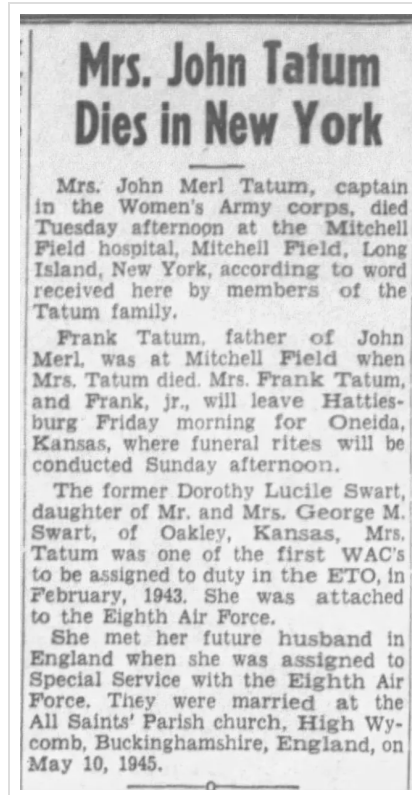 Mrs. John Tatum
Dies in New York
Mrs. John Merl Tatum, captain
in the Women's Army corps, died
Tuesday afternoon at the Mitchell
Field hospital, Mitchell Field, Long
Island, New York, according to word
received here by members of the
Tatum family.
Frank Tatum, father of John
Merl, was at Mitchell Field when
Mrs. Tatum died. Mrs. Frank Tatum,
and Frank, jr., will leave Hatties-
burg Friday morning for Oneida,
Kansas, where funeral rites will be
conducted Sunday afternoon.
The former Dorothy Lucile Swart,
daughter of Mr. and Mrs. George M.
Swart, of Oakley, Kansas, Mrs.
Tatum was one of the first WAC's
to be assigned to duty in the ETO, in
February, 1943. She was attached
to the Eighth Air Force.
She met her future husband in
England when she was assigned to
Special Service with the Eighth Air
Force. They were married at the
All Saints' Parish church, High Wy-
comb, Buckinghamshire, England, on
May 10, 1945.